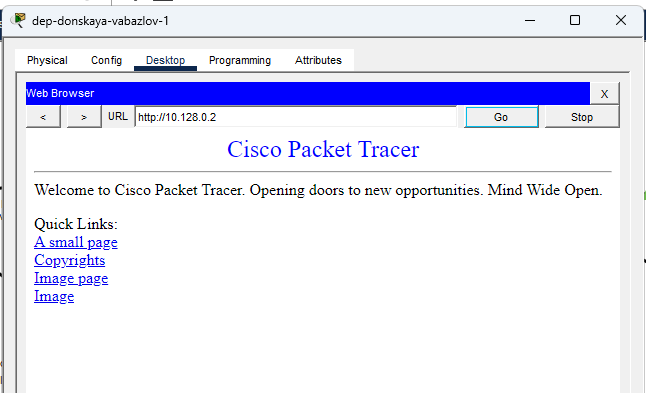 dep-donskaya-vabazlov-1
Physical Config Desktop Programming Attributes
Web Browser X
< > URL http://10.128.0.2 Go Stop
Cisco Packet Tracer
Welcome to Cisco Packet Tracer. Opening doors to new opportunities. Mind Wide Open.
Quick Links:
A small page
Copyrights
Image page
Image